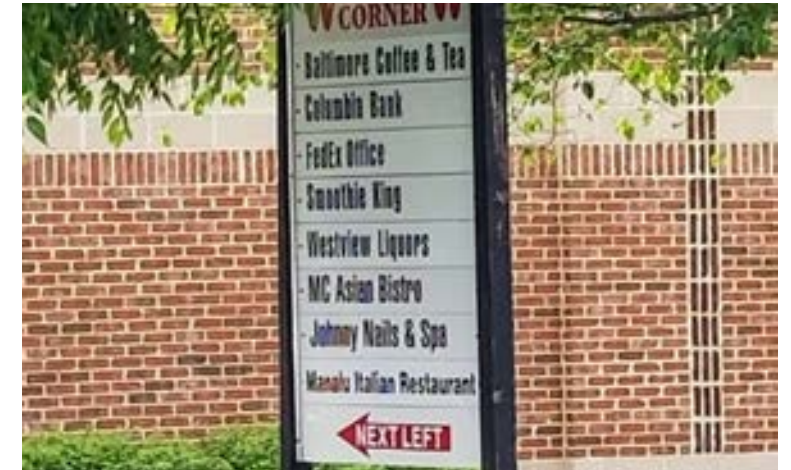 CORNER
- Baltimore Coffee & Tea
- Columbia Bank
- FedEx Office
- Smoothie King
- Westview Liquors
- MC Asian Bistro
- Johnny Nails & Spa
Manalu Italian Restaurant
NEXT LEFT